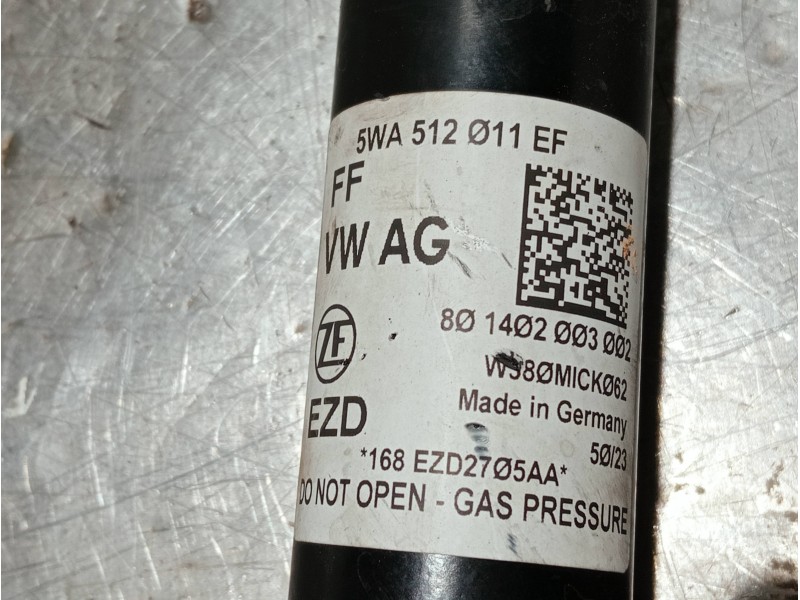 5WA 512 Ø11 EF
FF
VW AG
8Ø 14Ø2 ØØ3 ØØ2
ZF
W38ØMICKØ62
Made in Germany
EZD
5Ø/23
*168 EZD27Ø5AA*
DO NOT OPEN - GAS PRESSURE